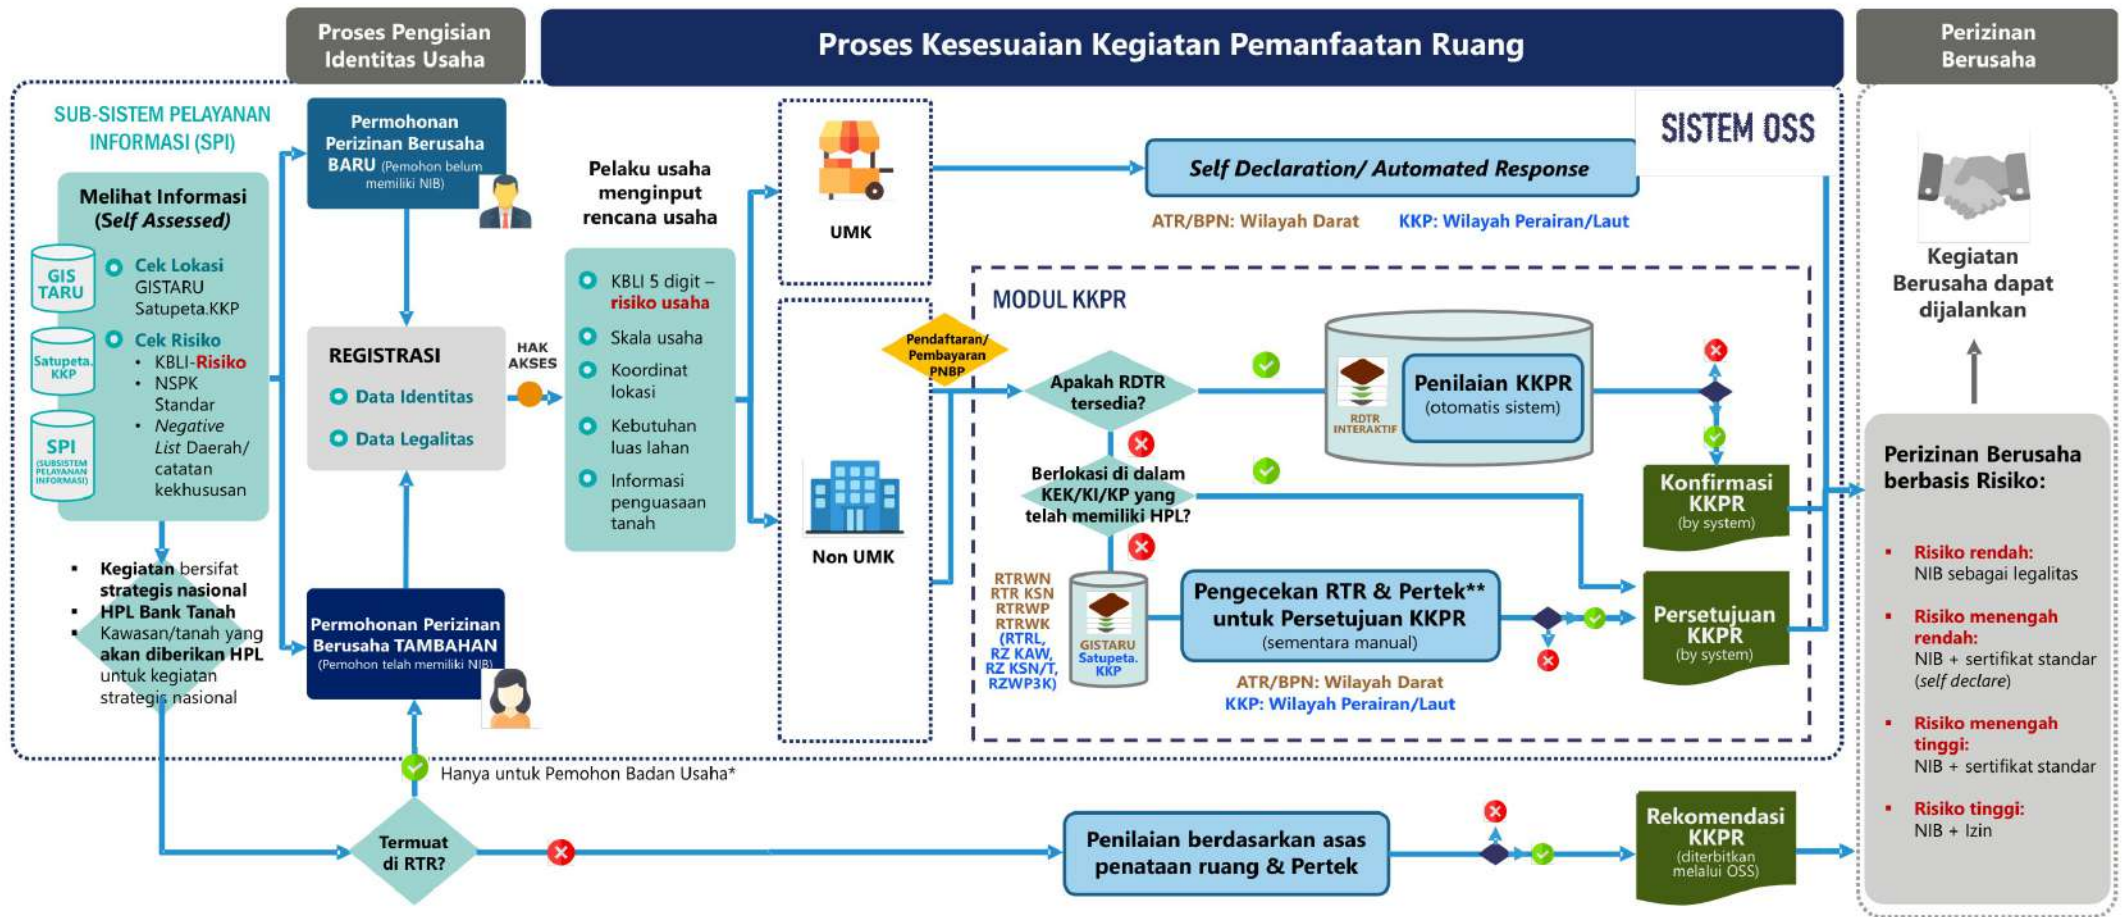 Proses Pengisian
Identitas Usaha
Proses Kesesuaian Kegiatan Pemanfaatan Ruang
Perizinan
Berusaha
SUB-SISTEM PELAYANAN
INFORMASI (SPI)
Melihat Informasi
(Self Assessed)
GIS
TARU
Satupeta.
KKP
SPI
(SUBSISTEM
PELAYANAN
INFORMASI)
Cek Lokasi
GISTARU
Satupeta.KKP
Cek Risiko
• KBLI-Risiko
• NSPK
Standar
• Negative
List Daerah/
catatan
kekhususan
▪ Kegiatan bersifat
strategis nasional
▪ HPL Bank Tanah
▪ Kawasan/tanah yang
akan diberikan HPL
untuk kegiatan
strategis nasional
Permohonan
Perizinan Berusaha
BARU (Pemohon belum
memiliki NIB)
REGISTRASI
Data Identitas
Data Legalitas
HAK
AKSES
Permohonan Perizinan
Berusaha TAMBAHAN
(Pemohon telah memiliki NIB)
Hanya untuk Pemohon Badan Usaha*
Termuat
di RTR?
Pelaku usaha
menginput
rencana usaha
KBLI 5 digit –
risiko usaha
Skala usaha
Koordinat
lokasi
Kebutuhan
luas lahan
Informasi
penguasaan
tanah
UMK
Non UMK
SISTEM OSS
Self Declaration/ Automated Response
ATR/BPN: Wilayah Darat
KKP: Wilayah Perairan/Laut
MODUL KKPR
Pendaftaran/
Pembayaran
PNBP
Apakah RDTR
tersedia?
RDTR
INTERAKTIF
Penilaian KKPR
(otomatis sistem)
Berlokasi di dalam
KEK/KI/KP yang
telah memiliki HPL?
Konfirmasi
KKPR
(by system)
RTRWN
RTR KSN
RTRWP
RTRWK
(RTRL,
RZ KAW,
RZ KSN/T,
RZWP3K)
GISTARU
Satupeta.
KKP
Pengecekan RTR & Pertek**
untuk Persetujuan KKPR
(sementara manual)
ATR/BPN: Wilayah Darat
KKP: Wilayah Perairan/Laut
Persetujuan
KKPR
(by system)
Penilaian berdasarkan asas
penataan ruang & Pertek
Rekomendasi
KKPR
(diterbitkan
melalui OSS)
Kegiatan
Berusaha dapat
dijalankan
Perizinan Berusaha
berbasis Risiko:
▪ Risiko rendah:
NIB sebagai legalitas
▪ Risiko menengah
rendah:
NIB + sertifikat standar
(self declare)
▪ Risiko menengah
tinggi:
NIB + sertifikat standar
▪ Risiko tinggi:
NIB + Izin